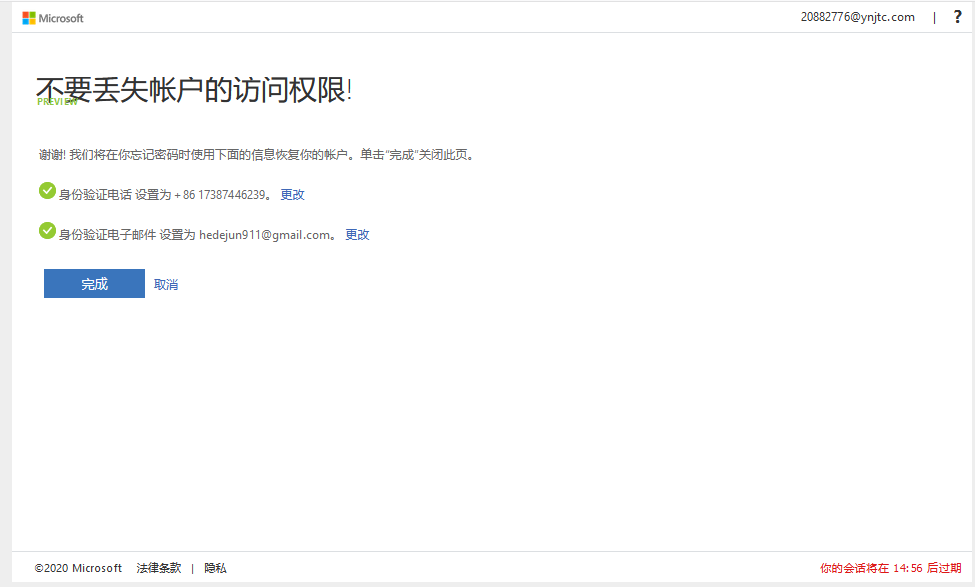 Microsoft
20882776@ynjtc.com | ?
不要丢失帐户的访问权限!
PREVIEW
谢谢! 我们将在你忘记密码时使用下面的信息恢复你的帐户。单击“完成”关闭此页。
身份验证电话 设置为 + 86 17387446239。 更改
身份验证电子邮件 设置为 hedejun911@gmail.com。 更改
完成 取消
©2020 Microsoft 法律条款 | 隐私
你的会话将在 14:56 后过期